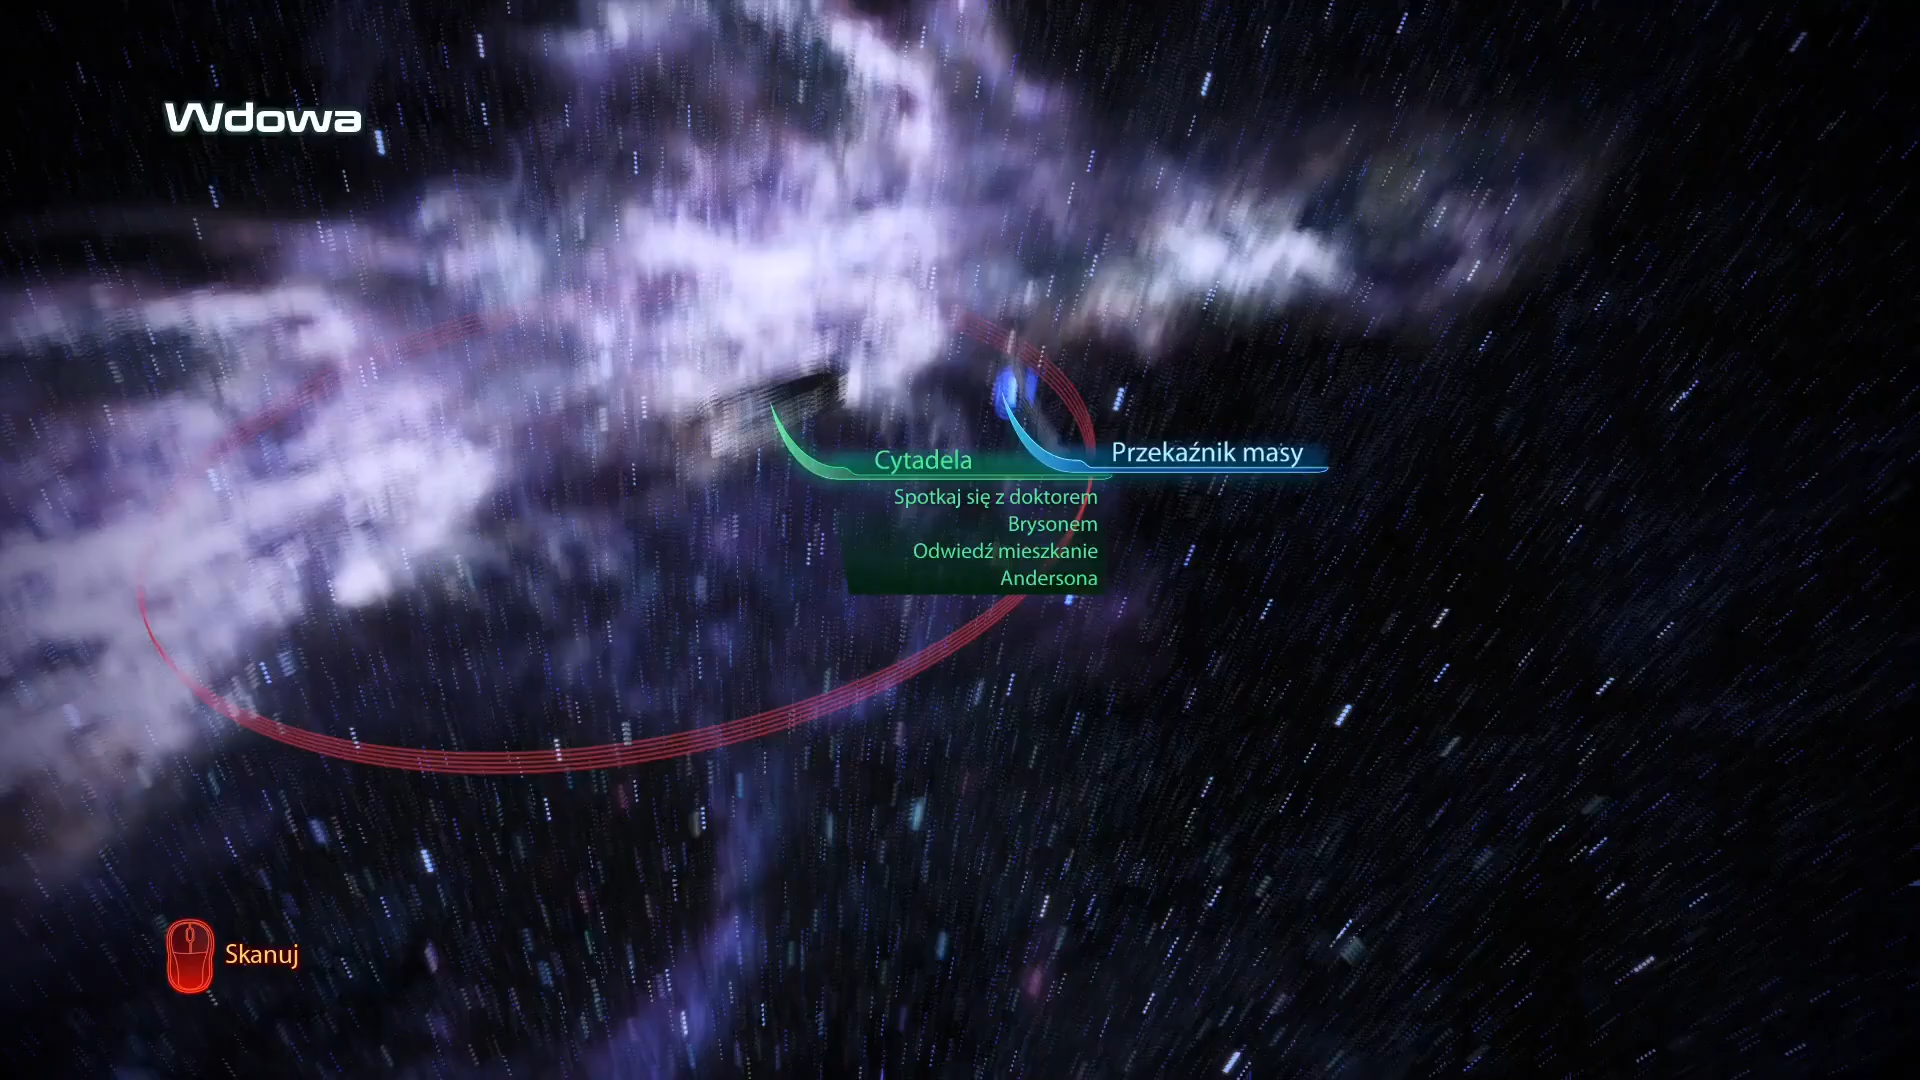 Wdowa
Cytadela
Przekaźnik masy
Spotkaj się z doktorem
Brysonem
Odwiedź mieszkanie
Andersona
Skanuj